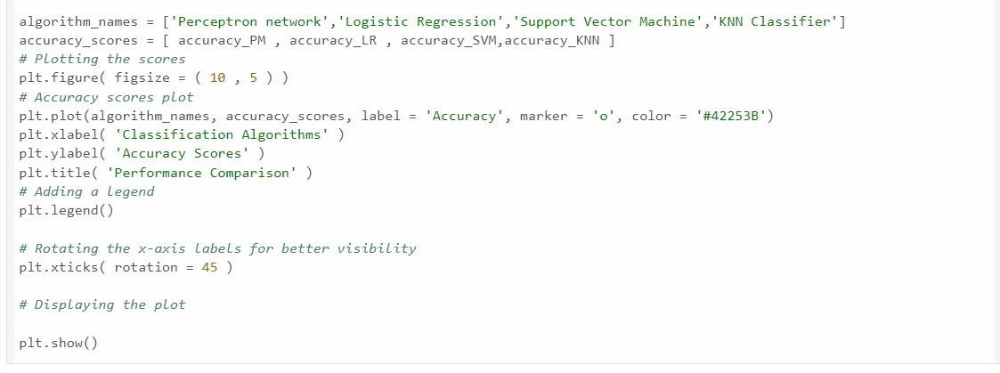 algorithm_names = ['Perceptron network','Logistic Regression','Support Vector Machine','KNN Classifier']
accuracy_scores = [ accuracy_PM , accuracy_LR , accuracy_SVM,accuracy_KNN ]
# Plotting the scores
plt.figure( figsize = ( 10 , 5 ) )
# Accuracy scores plot
plt.plot(algorithm_names, accuracy_scores, label = 'Accuracy', marker = 'o', color = '#42253B')
plt.xlabel( 'Classification Algorithms' )
plt.ylabel( 'Accuracy Scores' )
plt.title( 'Performance Comparison' )
# Adding a legend
plt.legend()
# Rotating the x-axis labels for better visibility
plt.xticks( rotation = 45 )
# Displaying the plot
plt.show()